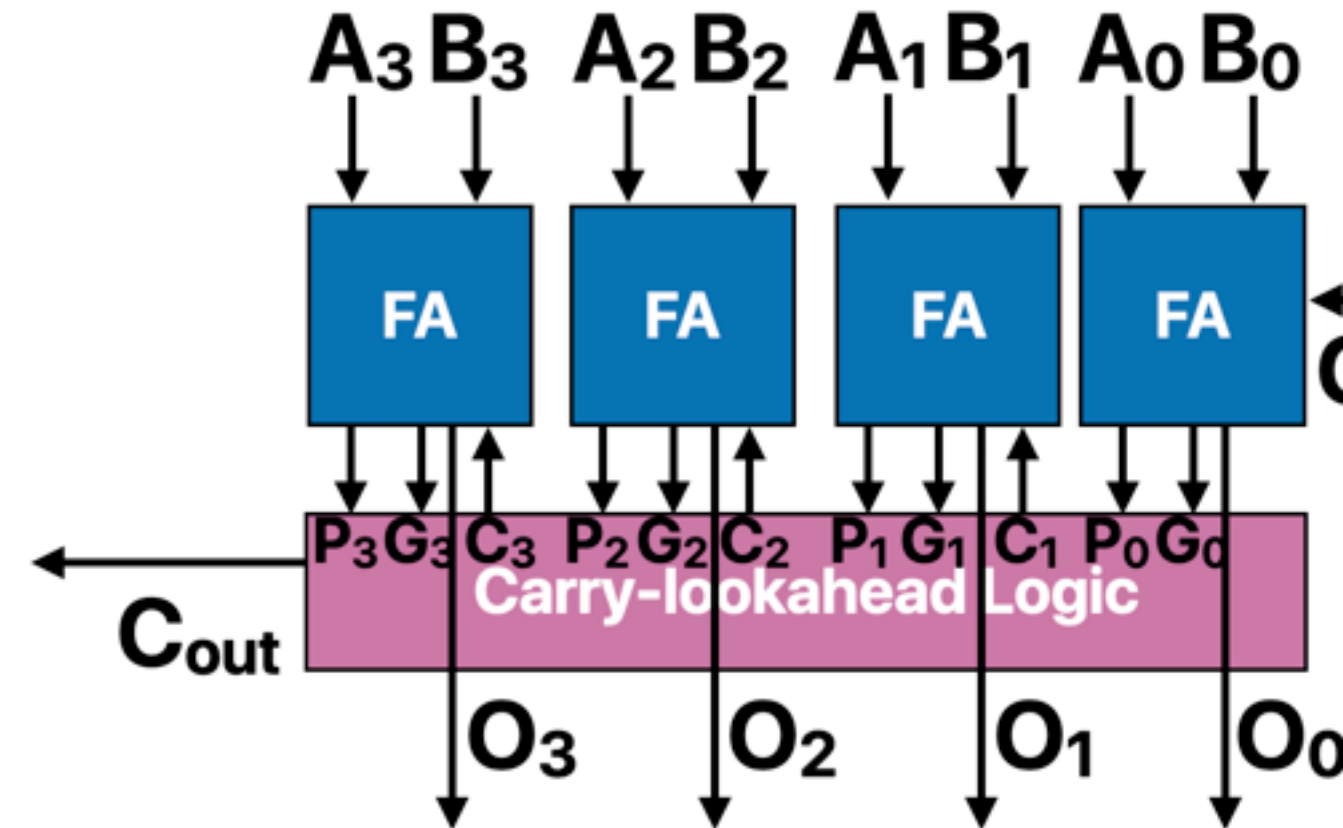 A3 B3 A2 B2 A1 B1 A0 B0
FA FA FA FA
P3 G3 C3 P2 G2 C2 P1 G1 C1 P0 G0
Carry-lookahead Logic
Cout
O3 O2 O1 O0